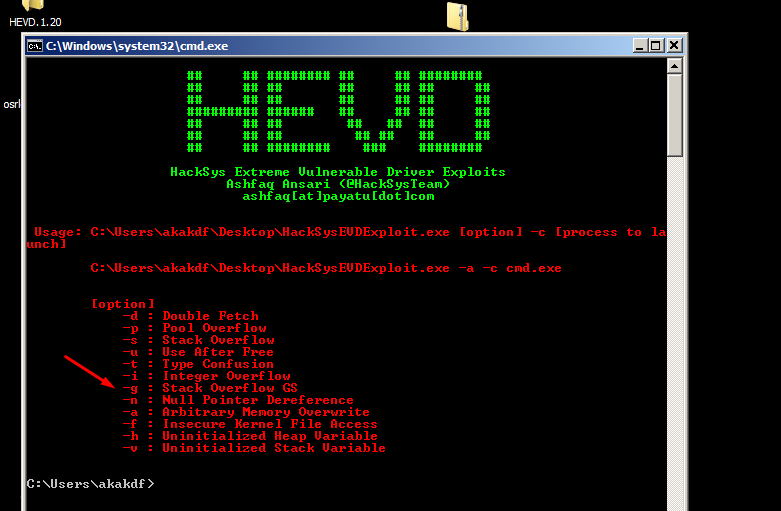 HEVD.1.20
C:\Windows\system32\cmd.exe
HEVD
HackSys Extreme Vulnerable Driver Exploits
Ashfaq Ansari (@HackSysTeam)
ashfaq[at]payatu[dot]com
Usage: C:\Users\akakdf\Desktop\HackSysEVDExploit.exe [option] -c [process to la
unch]
C:\Users\akakdf\Desktop\HackSysEVDExploit.exe -a -c cmd.exe
[option]
-d : Double Fetch
-p : Pool Overflow
-s : Stack Overflow
-u : Use After Free
-t : Type Confusion
-i : Integer Overflow
-g : Stack Overflow GS
-n : Null Pointer Dereference
-a : Arbitrary Memory Overwrite
-f : Insecure Kernel File Access
-h : Uninitialized Heap Variable
-v : Uninitialized Stack Variable
C:\Users\akakdf>